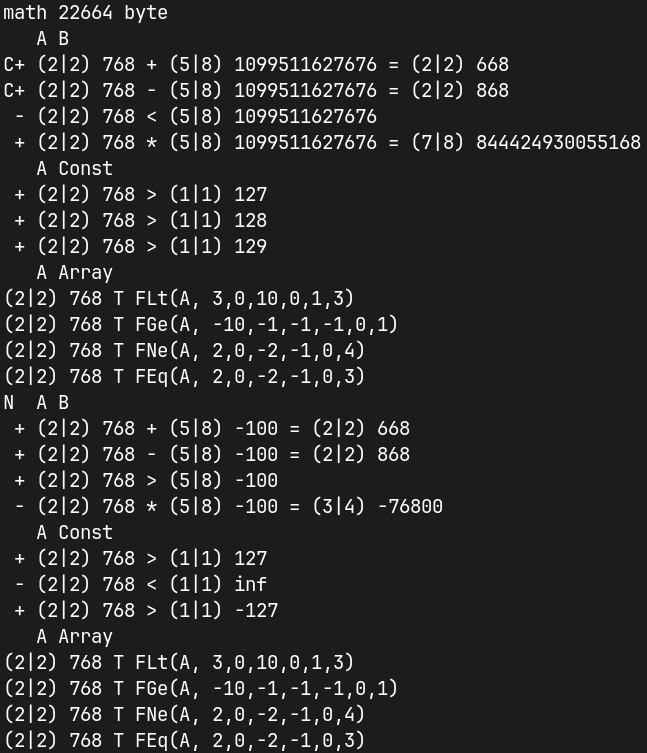 math 22664 byte
   A B
C+ (2|2) 768 + (5|8) 1099511627676 = (2|2) 668
C+ (2|2) 768 - (5|8) 1099511627676 = (2|2) 868
 - (2|2) 768 < (5|8) 1099511627676
 + (2|2) 768 * (5|8) 1099511627676 = (7|8) 844424930055168
   A Const
 + (2|2) 768 > (1|1) 127
 + (2|2) 768 > (1|1) 128
 + (2|2) 768 > (1|1) 129
   A Array
(2|2) 768 T FLt(A, 3,0,10,0,1,3)
(2|2) 768 T FGe(A, -10,-1,-1,-1,0,1)
(2|2) 768 T FNe(A, 2,0,-2,-1,0,4)
(2|2) 768 T FEq(A, 2,0,-2,-1,0,3)
N  A B
 + (2|2) 768 + (5|8) -100 = (2|2) 668
 + (2|2) 768 - (5|8) -100 = (2|2) 868
 + (2|2) 768 > (5|8) -100
 - (2|2) 768 * (5|8) -100 = (3|4) -76800
   A Const
 + (2|2) 768 > (1|1) 127
 - (2|2) 768 < (1|1) inf
 + (2|2) 768 > (1|1) -127
   A Array
(2|2) 768 T FLt(A, 3,0,10,0,1,3)
(2|2) 768 T FGe(A, -10,-1,-1,-1,0,1)
(2|2) 768 T FNe(A, 2,0,-2,-1,0,4)
(2|2) 768 T FEq(A, 2,0,-2,-1,0,3)